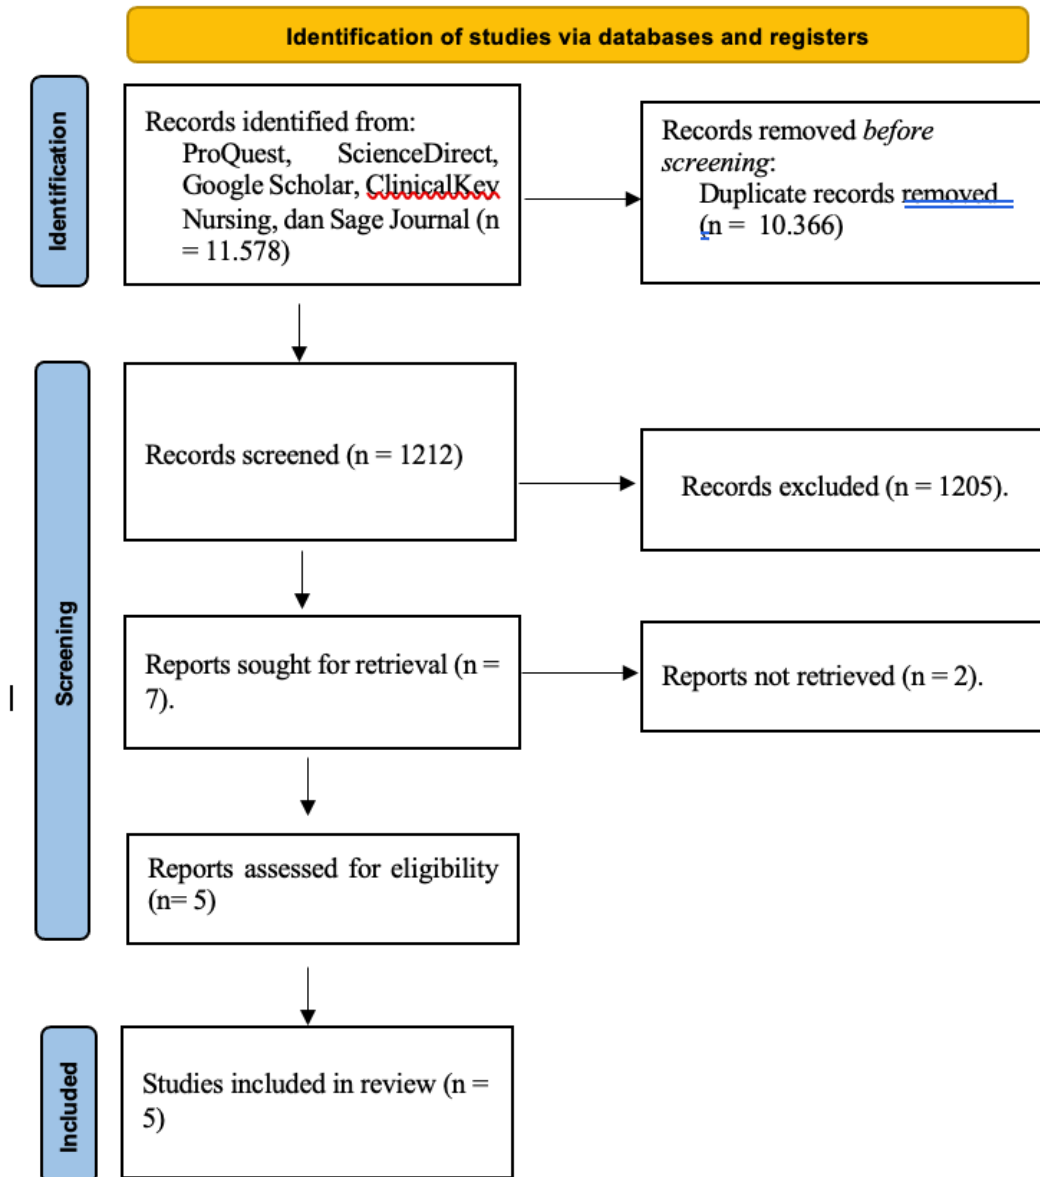 Identification of studies via databases and registers
Identification
Records identified from:
ProQuest, ScienceDirect,
Google Scholar, ClinicalKey
Nursing, dan Sage Journal (n
= 11.578)
Records removed before
screening:
Duplicate records removed
(n = 10.366)
Screening
Records screened (n = 1212)
Records excluded (n = 1205).
Reports sought for retrieval (n =
7).
Reports not retrieved (n = 2).
Reports assessed for eligibility
(n= 5)
Included
Studies included in review (n =
5)